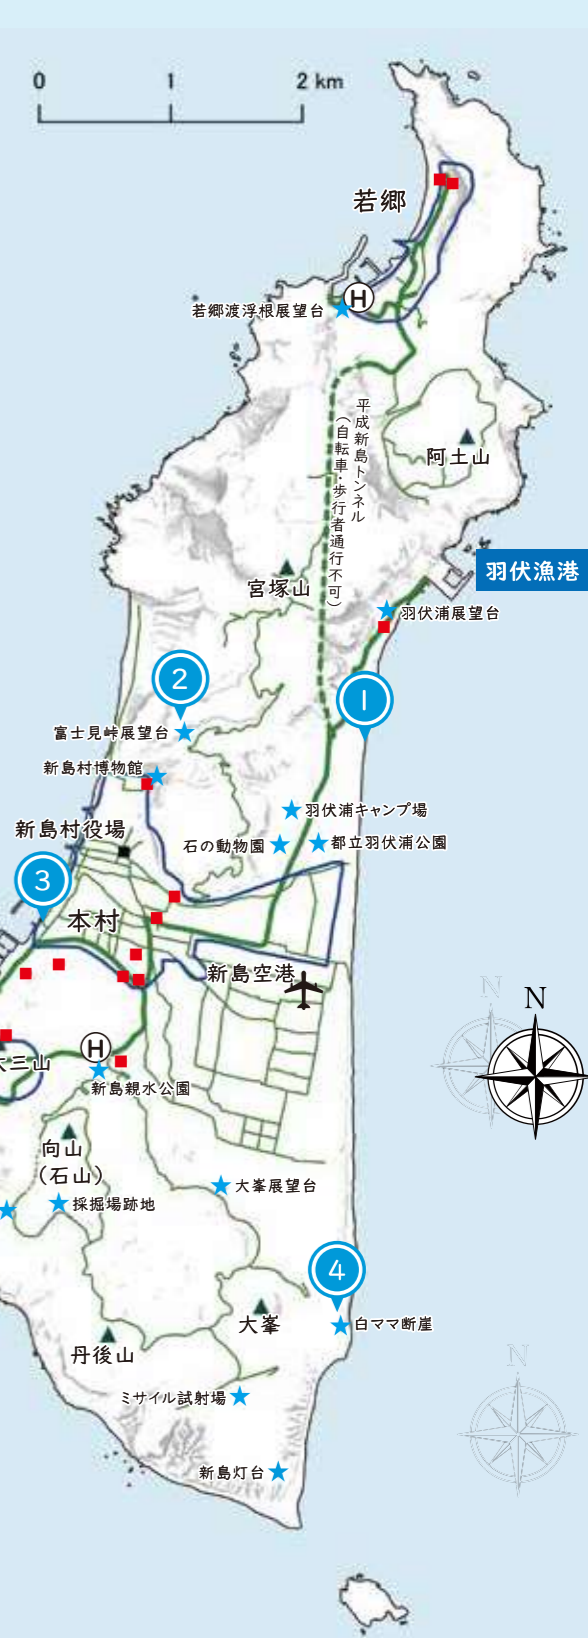 0 1 2 km
若郷
H
若郷渡浮根展望台
平成新島トンネル
(自転車・歩行者通行不可)
阿土山
羽伏漁港
宮塚山
羽伏浦展望台
2
1
富士見峠展望台
新島村博物館
羽伏浦キャンプ場
新島村役場
石の動物園
都立羽伏浦公園
3
本村
新島空港
N
N
H
三山
新島親水公園
向山
(石山)
大峯展望台
採掘場跡地
4
大峯
白ママ断崖
丹後山
N
ミサイル試射場
新島灯台